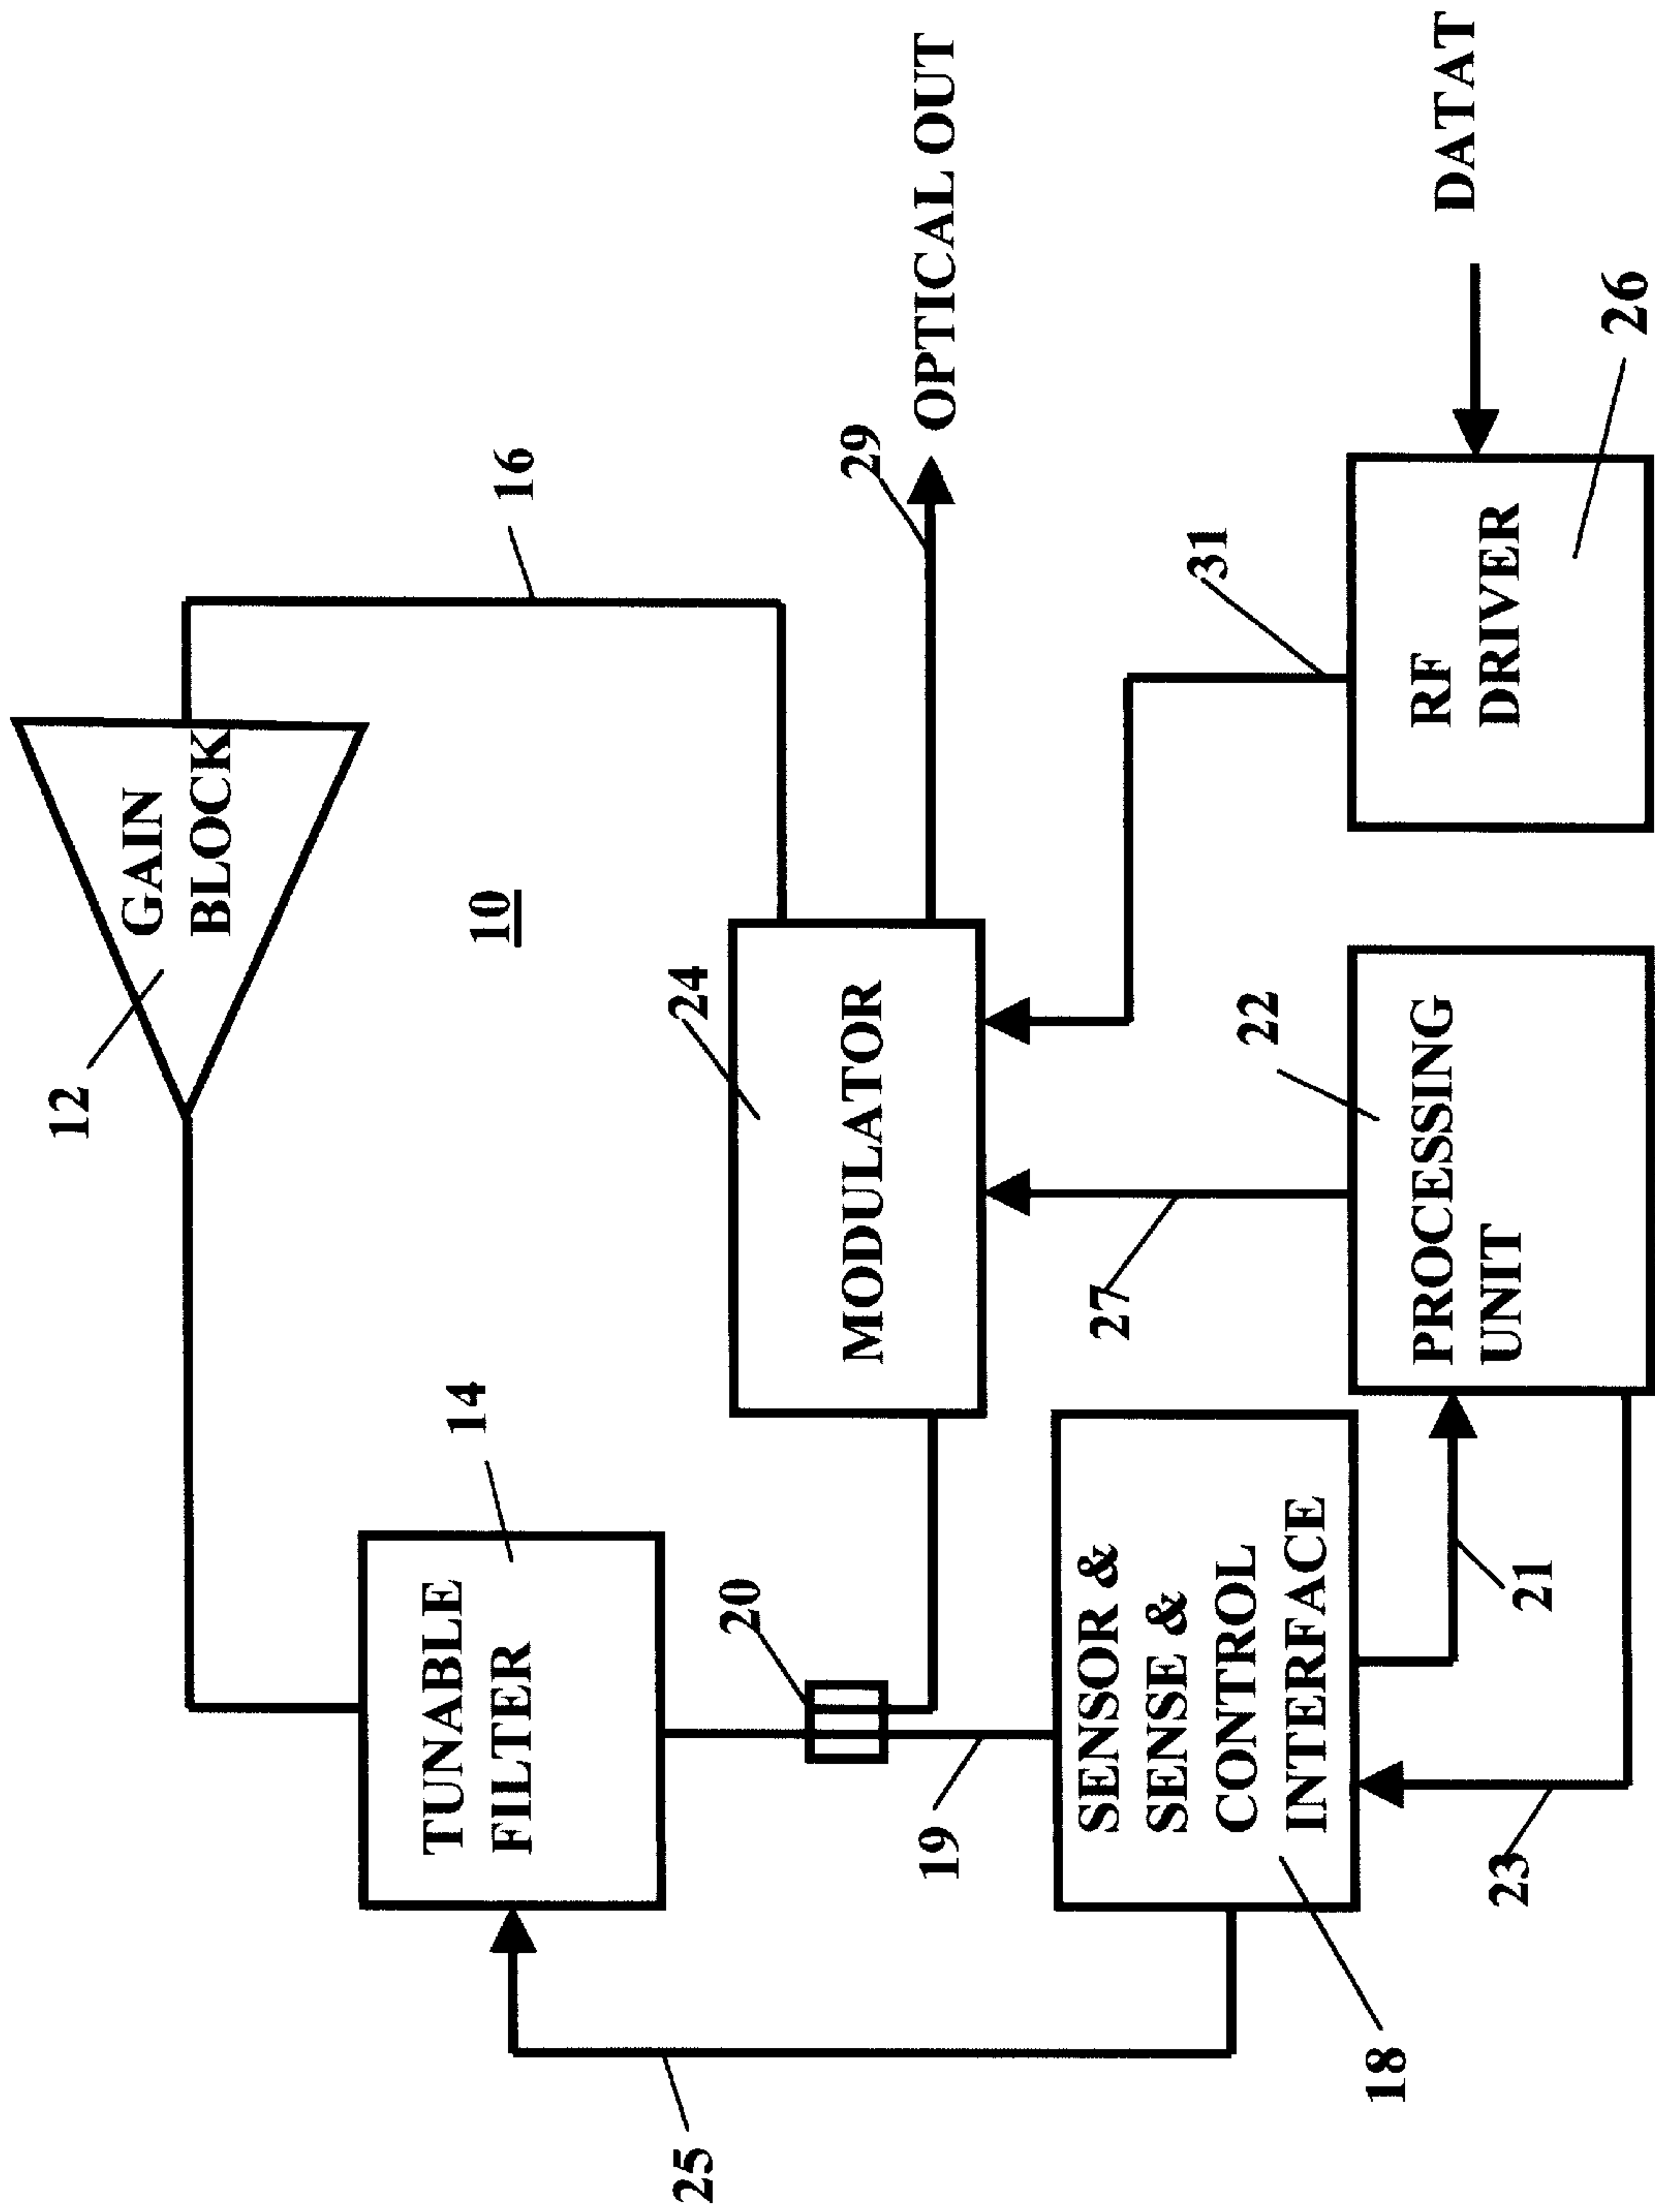 GAIN
BLOCK
12
16
10
TUNABLE
FILTER
14
20
24
MODULATOR
29
OPTICAL OUT
19
27
31
SENSOR &
SENSE &
CONTROL
INTERFACE
18
25
21
23
22
PROCESSING
UNIT
RF
DRIVER
26
DATAT